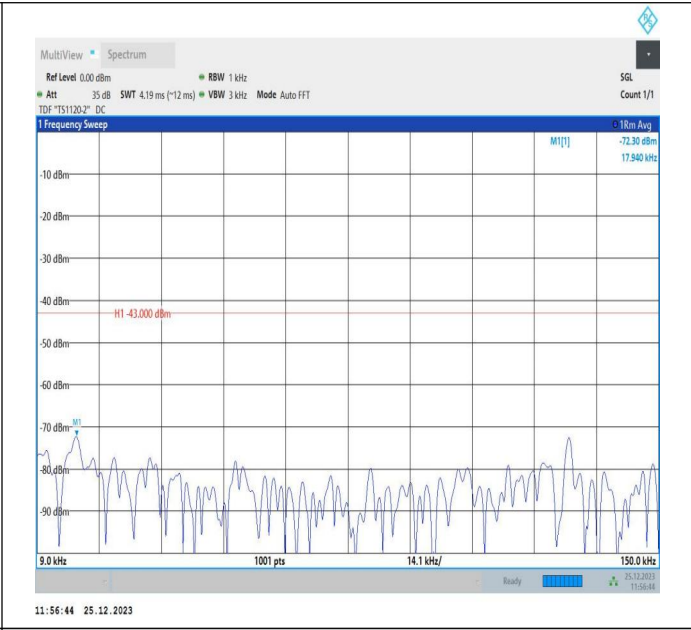 R S
MultiView Spectrum
Ref Level 0.00 dBm RBW 1 kHz SGL
Att 35 dB SWT 4.19 ms (~12 ms) VBW 3 kHz Mode Auto FFT Count 1/1
TDF "TS1120-2" DC
1 Frequency Sweep 1Rm Avg
M1[1] -72.30 dBm
17.940 kHz
-10 dBm
-20 dBm
-30 dBm
-40 dBm
H1 -43.000 dBm
-50 dBm
-60 dBm
-70 dBm
M1
-80 dBm
-90 dBm
9.0 kHz 1001 pts 14.1 kHz/ 150.0 kHz
Ready 25.12.2023
11:56:44
11:56:44 25.12.2023